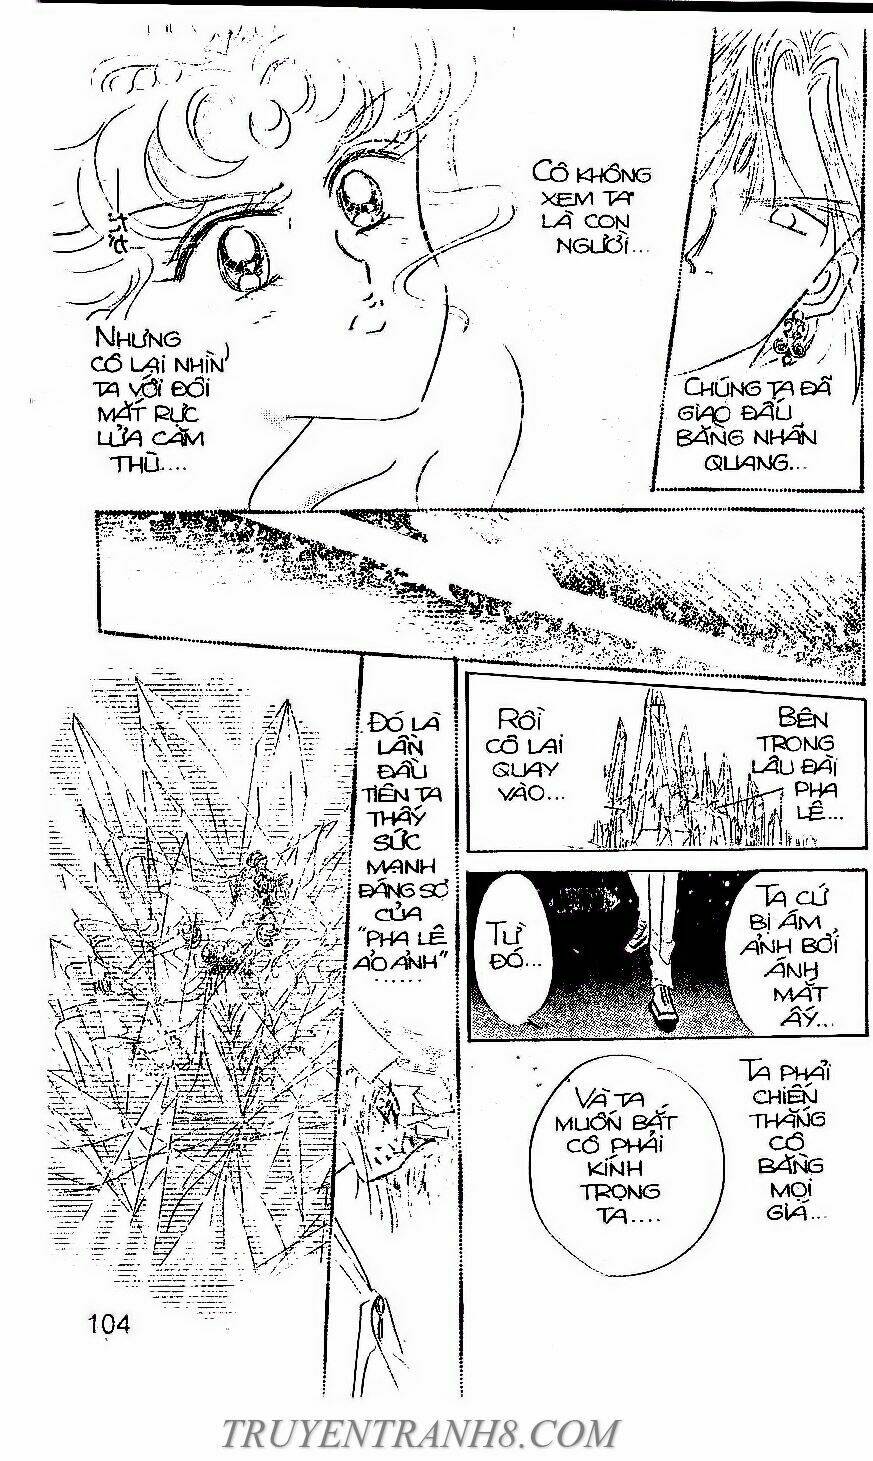 CHÚNG TA ĐÃ
GIAO ĐẤU
BẰNG NHÃN
QUANG...
CÔ KHÔNG
XEM TA
LÀ CON
NGƯỜI...
NHƯNG
CÔ LẠI NHÌN
TA VỚI ĐÔI
MẮT RỰC
LỬA CĂM
THÙ....
BÊN
TRONG
LÂU ĐÀI
PHA
LÊ...
RỒI
CÔ LẠI
QUAY
VÀO...
TA CỨ
BỊ ÁM
ẢNH BỞI
ÁNH
MẮT
ẤY...
TỪ
ĐÓ...
TA PHẢI
CHIẾN
THẮNG
CÔ
BẰNG
MỌI
GIÁ...
VÀ TA
MUỐN BẮT
CÔ PHẢI
KÍNH
TRỌNG
TA....
ĐÓ LÀ
LẦN
ĐẦU
TIÊN TA
THẤY
SỨC
MẠNH
ĐÁNG SỢ
CỦA
"PHA LÊ
ẢO ẢNH"
......
104
TRUYENTRANH8.COM